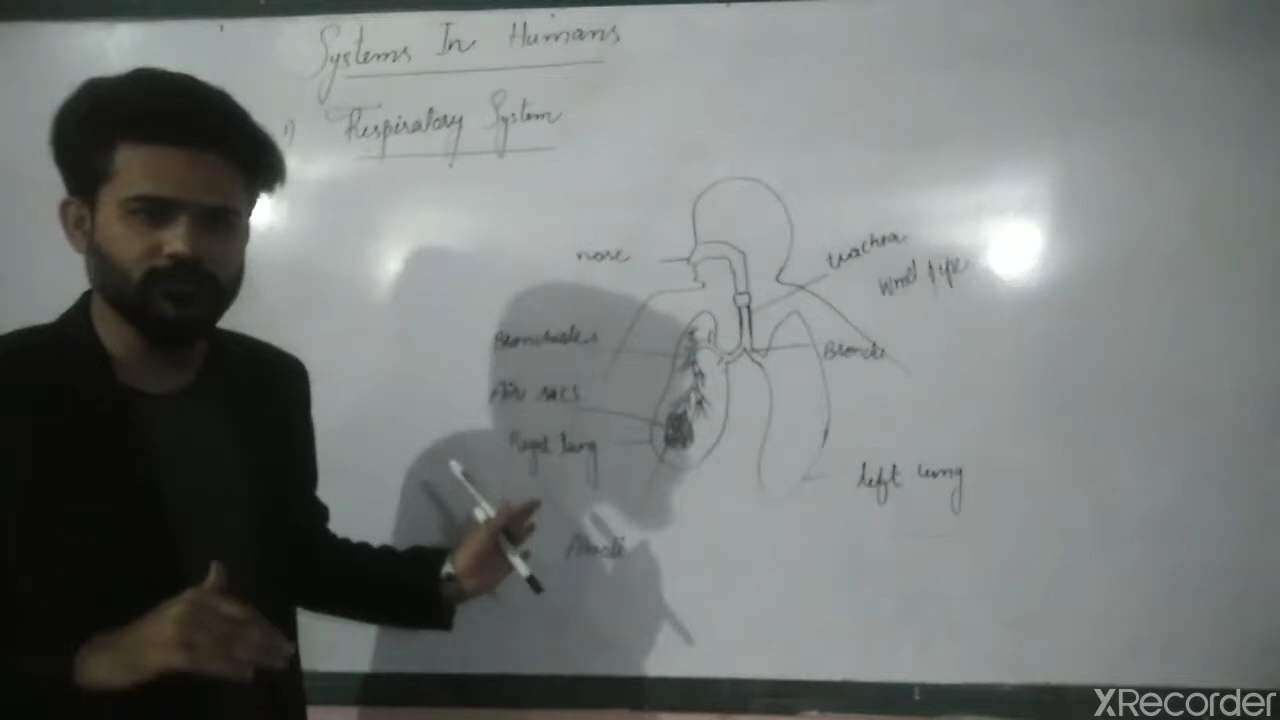 Systems In Humans
1) Respiratory System
nose
trachea
wind pipe
Bronchioles
Bronchi
Air sacs
Right lung
left lung
XRecorder